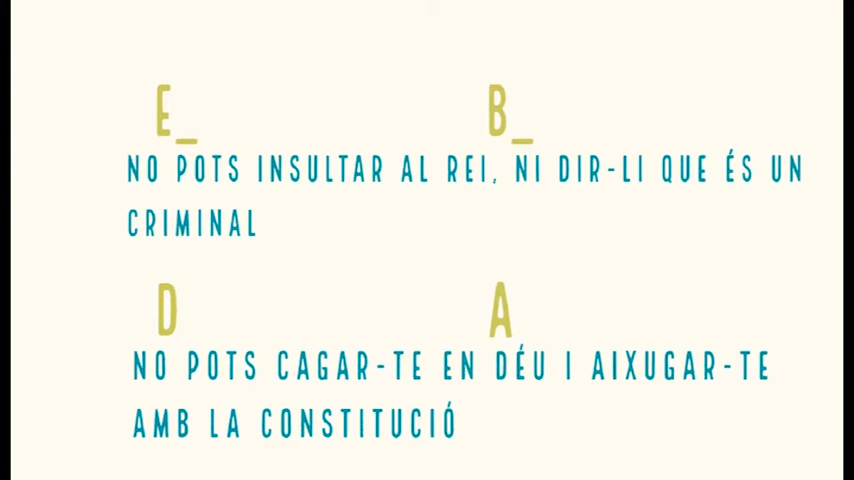 E_ B_
NO POTS INSULTAR AL REI, NI DIR-LI QUE ÉS UN
CRIMINAL
D A
NO POTS CAGAR-TE EN DÉU I AIXUGAR-TE
AMB LA CONSTITUCIÓ